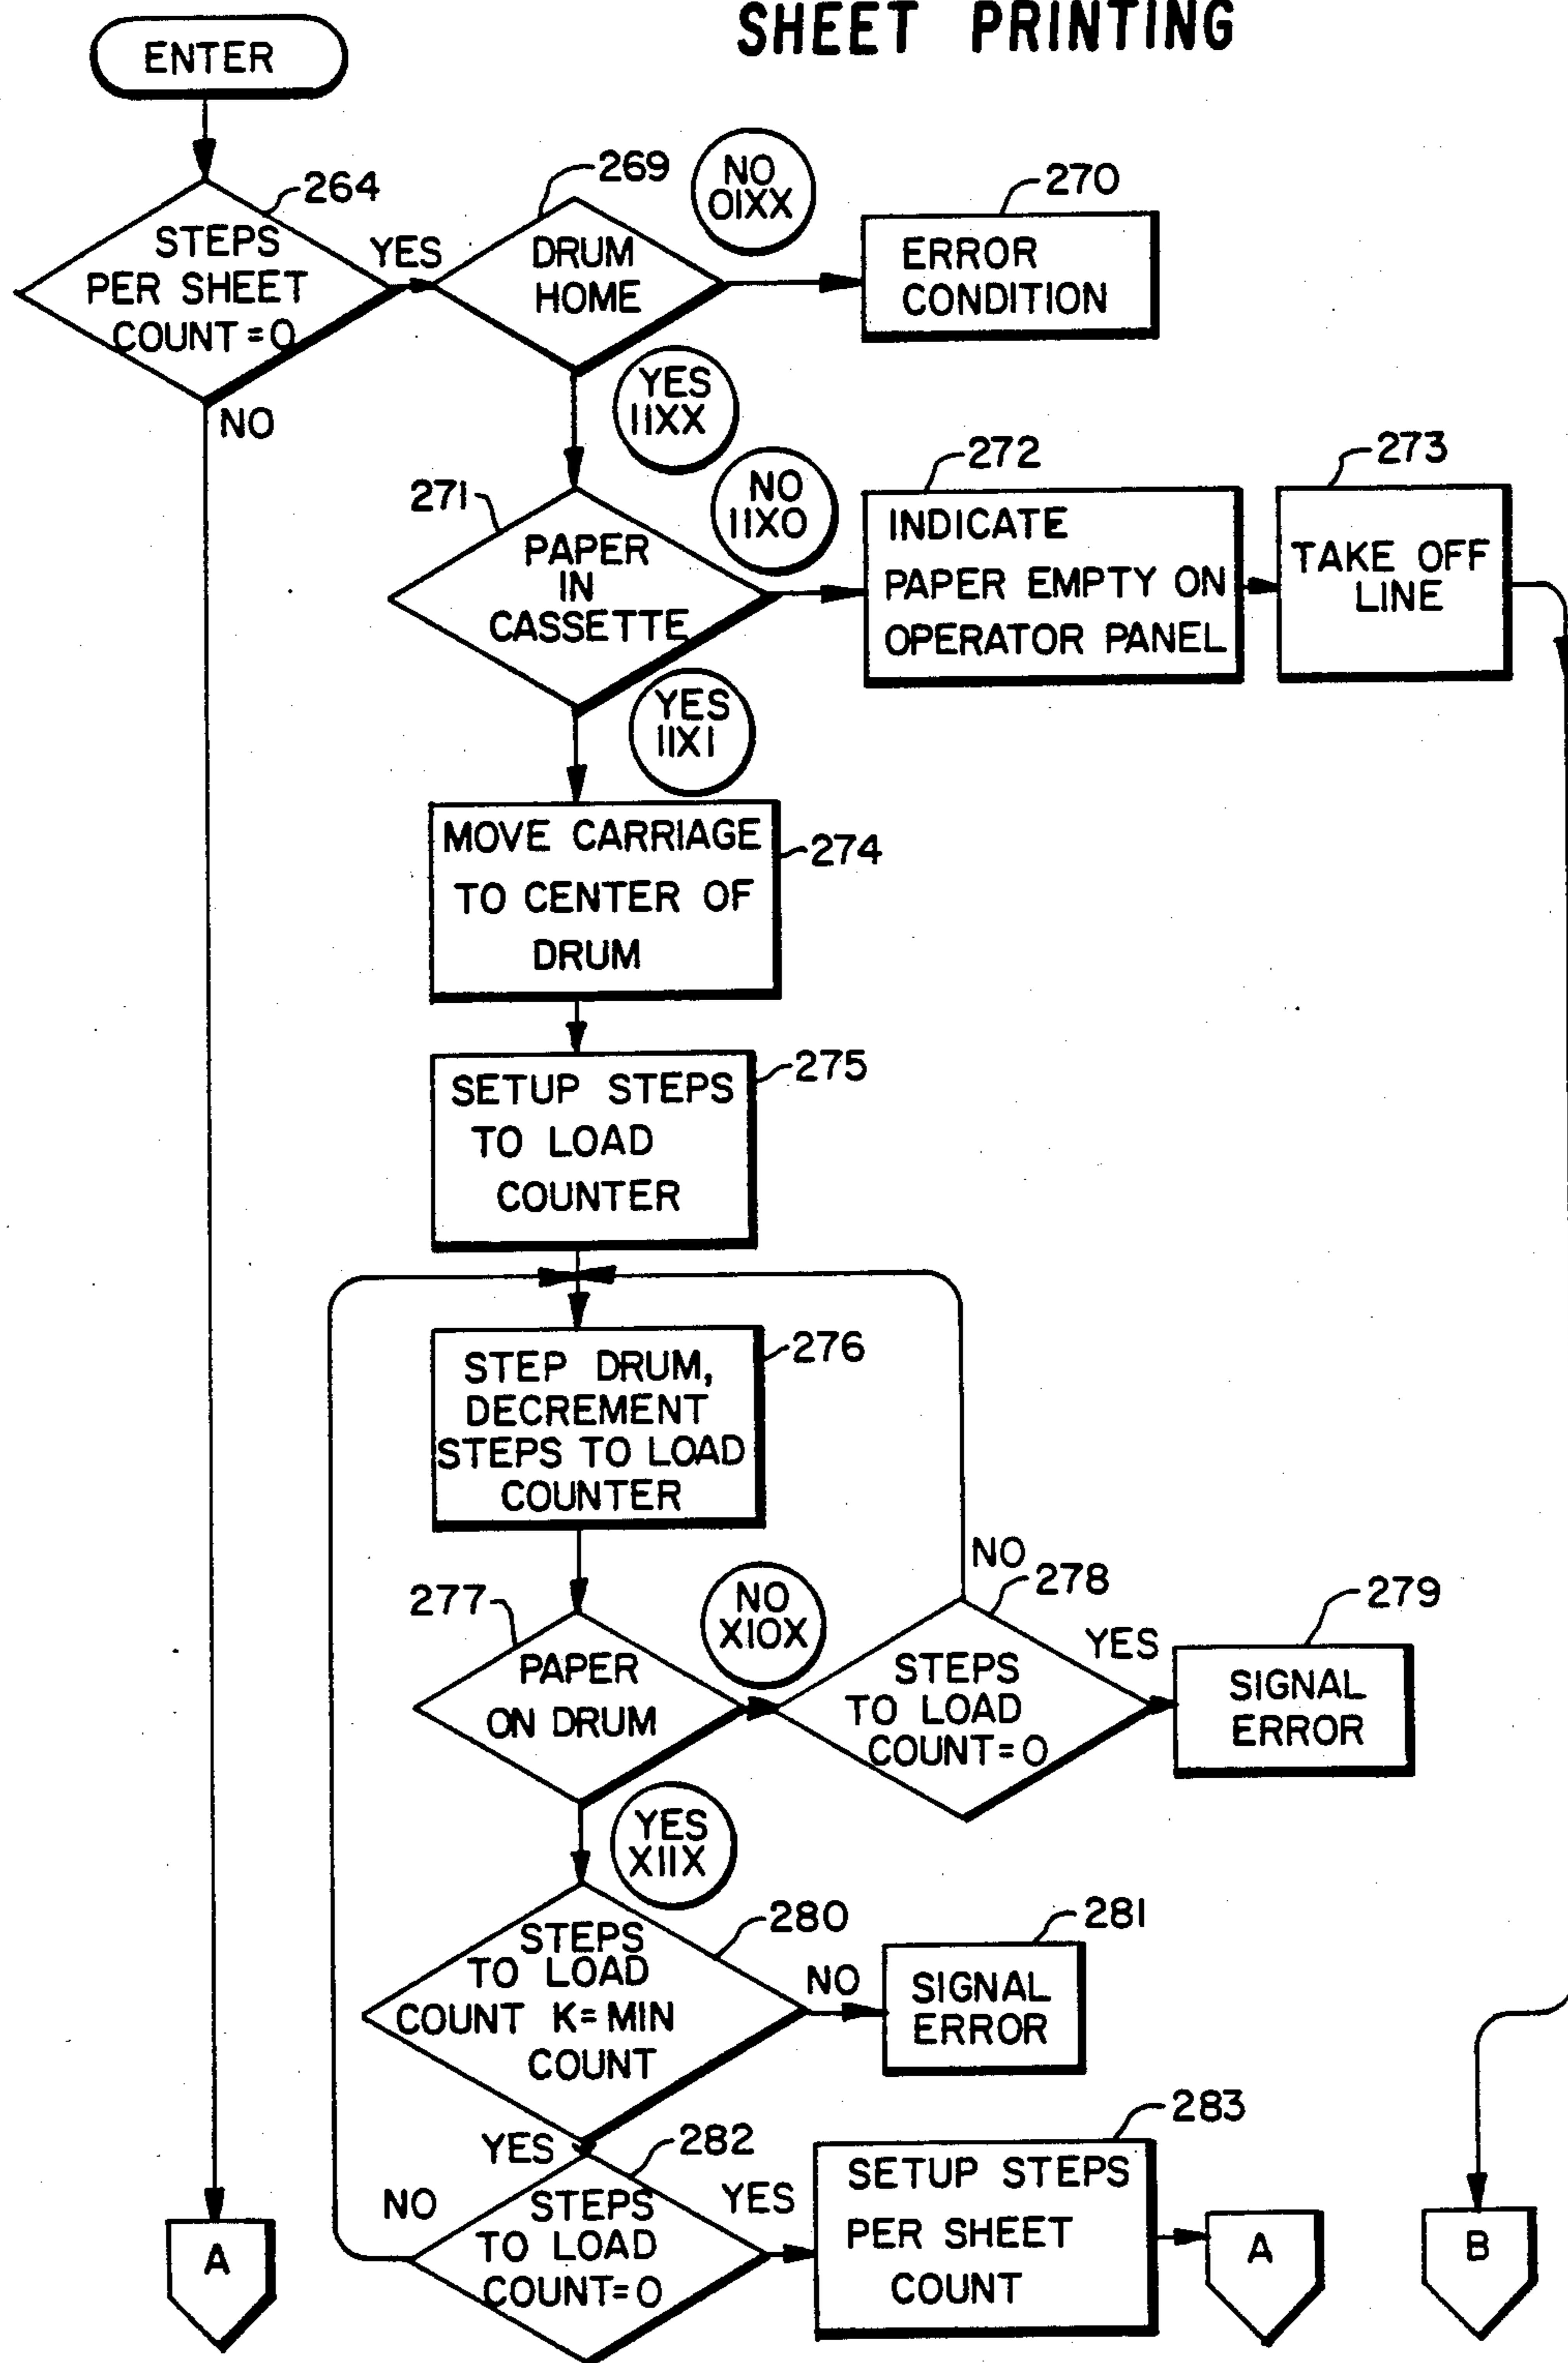 SHEET PRINTING
ENTER
264
STEPS
PER SHEET
COUNT=0
YES
NO
269
DRUM
HOME
NO
01XX
270
ERROR
CONDITION
YES
11XX
271
PAPER
IN
CASSETTE
NO
11X0
272
INDICATE
PAPER EMPTY ON
OPERATOR PANEL
273
TAKE OFF
LINE
YES
11X1
MOVE CARRIAGE
TO CENTER OF
DRUM
274
SETUP STEPS
TO LOAD
COUNTER
275
STEP DRUM,
DECREMENT
STEPS TO LOAD
COUNTER
276
277
PAPER
ON DRUM
NO
X10X
NO
278
STEPS
TO LOAD
COUNT=0
YES
279
SIGNAL
ERROR
YES
X11X
280
STEPS
TO LOAD
COUNT K=MIN
COUNT
NO
281
SIGNAL
ERROR
YES
282
STEPS
TO LOAD
COUNT=0
NO
YES
283
SETUP STEPS
PER SHEET
COUNT
A
A
B